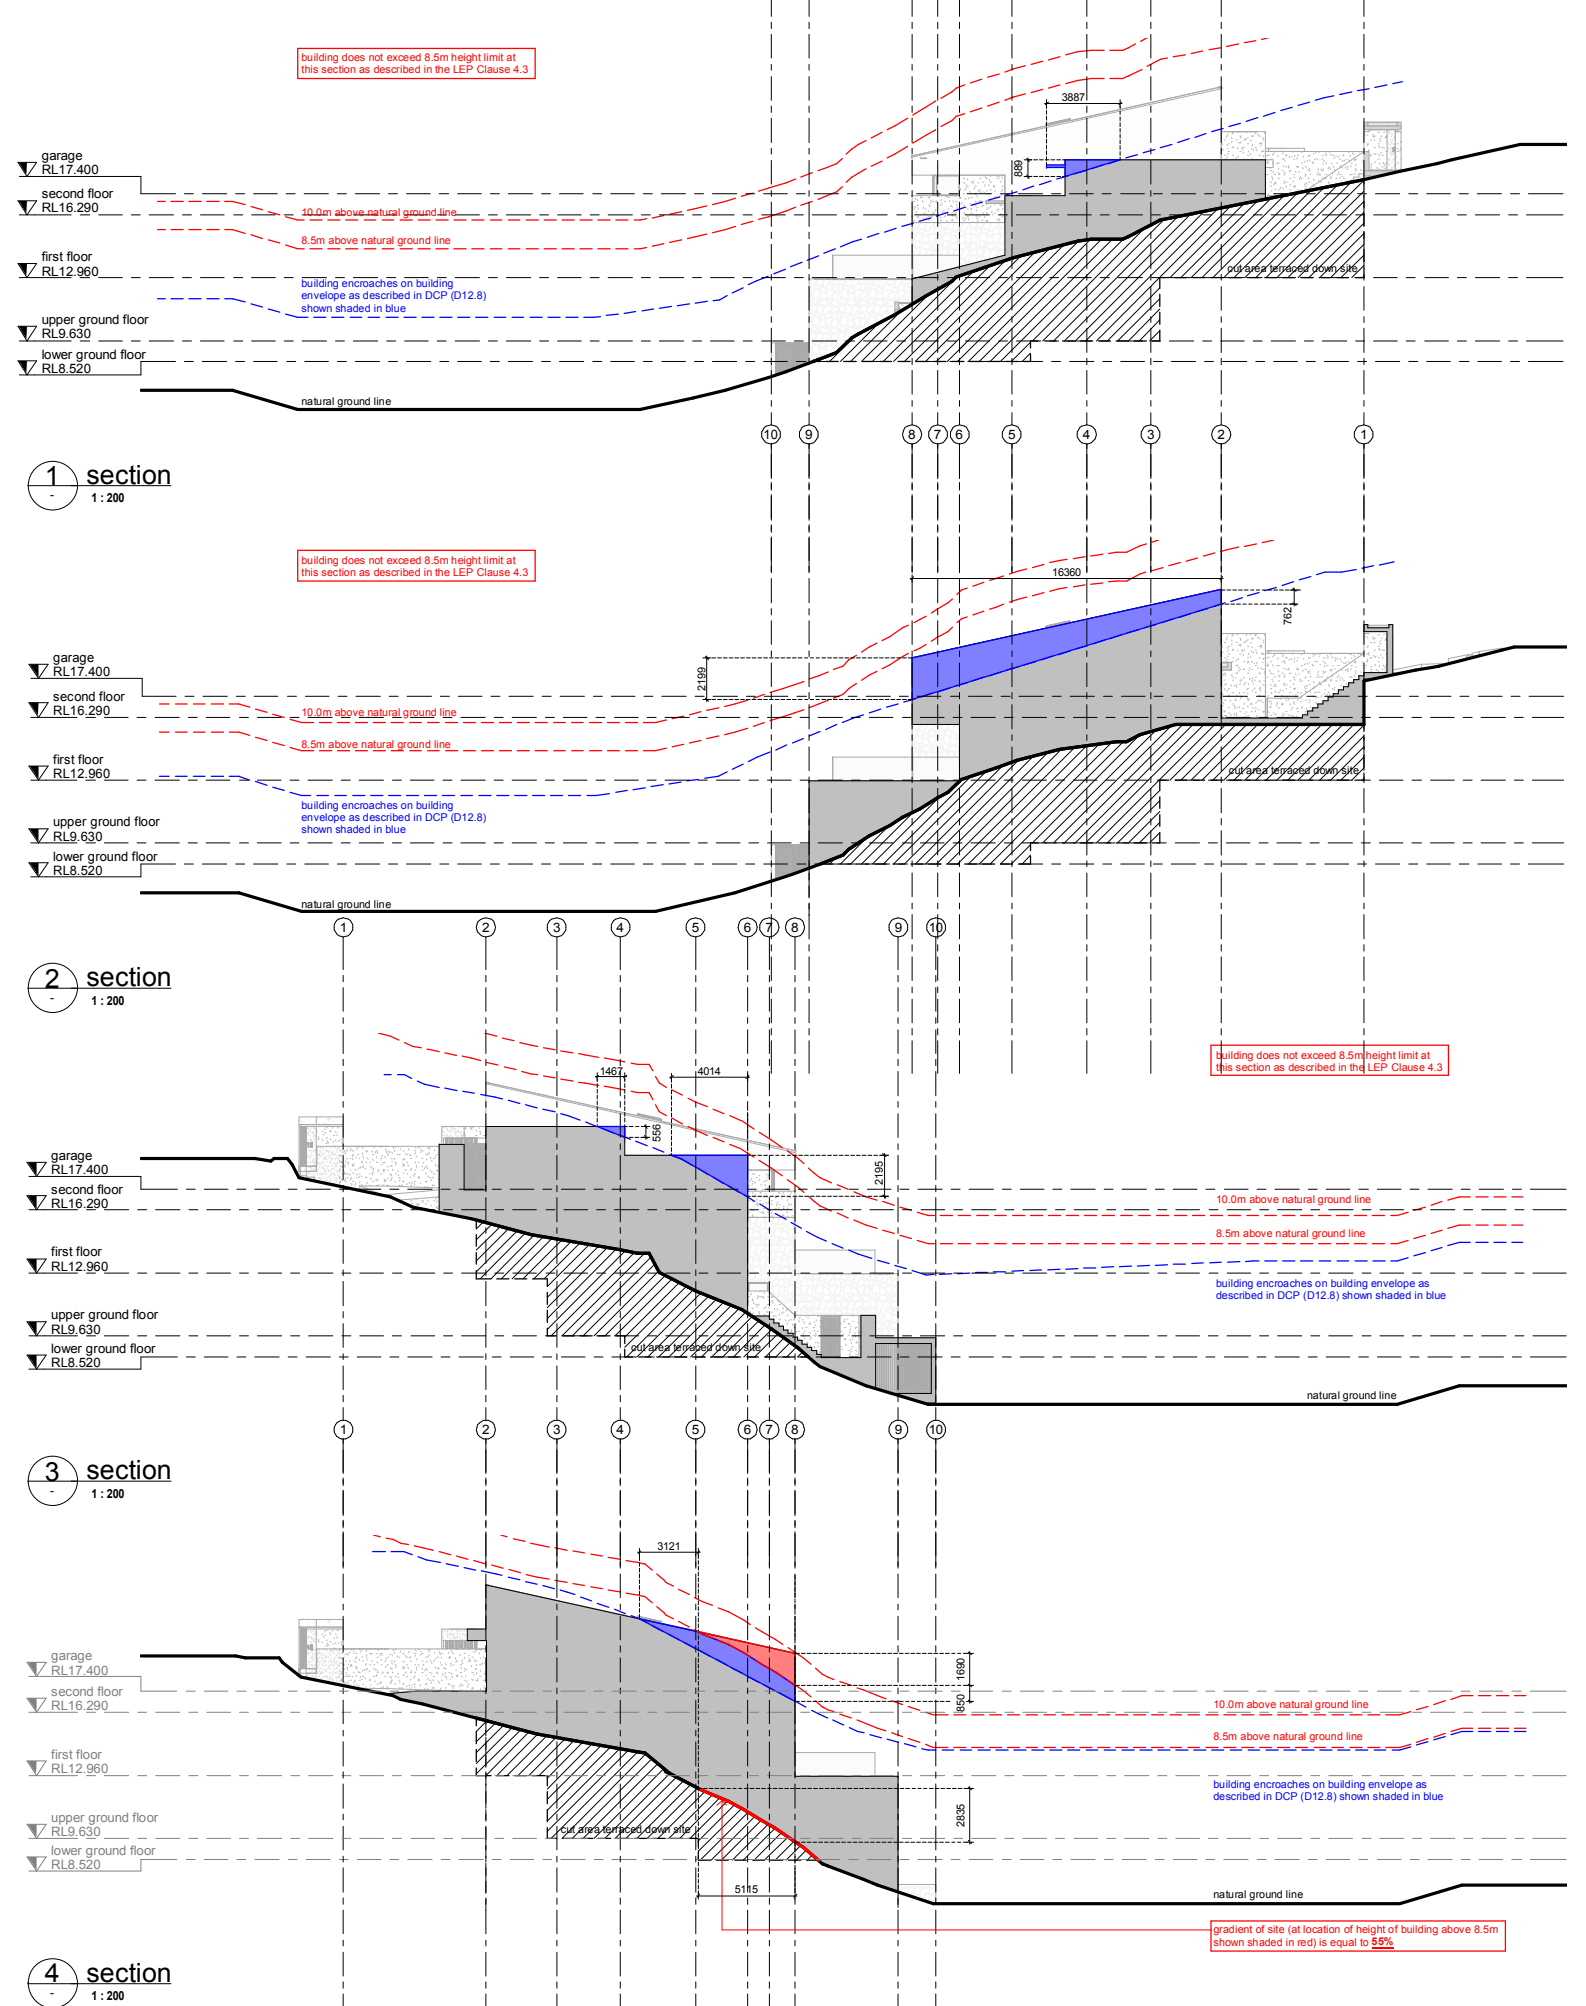 building does not exceed 8.5m height limit at
this section as described in the LEP Clause 4.3
3887
889
garage
RL17.400
second floor
RL16.290
10.0m above natural ground line
8.5m above natural ground line
first floor
RL12.960
building encroaches on building
envelope as described in DCP (D12.8)
shown shaded in blue
cut area terraced down site
upper ground floor
RL9.630
lower ground floor
RL8.520
natural ground line
10 9 8 7 6 5 4 3 2 1
1 section
-
1 : 200
building does not exceed 8.5m height limit at
this section as described in the LEP Clause 4.3
16360
762
2199
garage
RL17.400
second floor
RL16.290
10.0m above natural ground line
8.5m above natural ground line
first floor
RL12.960
cut area terraced down site
building encroaches on building
envelope as described in DCP (D12.8)
shown shaded in blue
upper ground floor
RL9.630
lower ground floor
RL8.520
natural ground line
1 2 3 4 5 6 7 8 9 10
2 section
-
1 : 200
building does not exceed 8.5m height limit at
this section as described in the LEP Clause 4.3
1467
4014
556
2195
garage
RL17.400
second floor
RL16.290
10.0m above natural ground line
8.5m above natural ground line
first floor
RL12.960
building encroaches on building envelope as
described in DCP (D12.8) shown shaded in blue
upper ground floor
RL9.630
lower ground floor
RL8.520
cut area terraced down site
natural ground line
1 2 3 4 5 6 7 8 9 10
3 section
-
1 : 200
3121
1690
850
garage
RL17.400
second floor
RL16.290
10.0m above natural ground line
8.5m above natural ground line
first floor
RL12.960
building encroaches on building envelope as
described in DCP (D12.8) shown shaded in blue
2835
upper ground floor
RL9.630
cut area terraced down site
lower ground floor
RL8.520
5115
natural ground line
gradient of site (at location of height of building above 8.5m
shown shaded in red) is equal to 55%
4 section
-
1 : 200